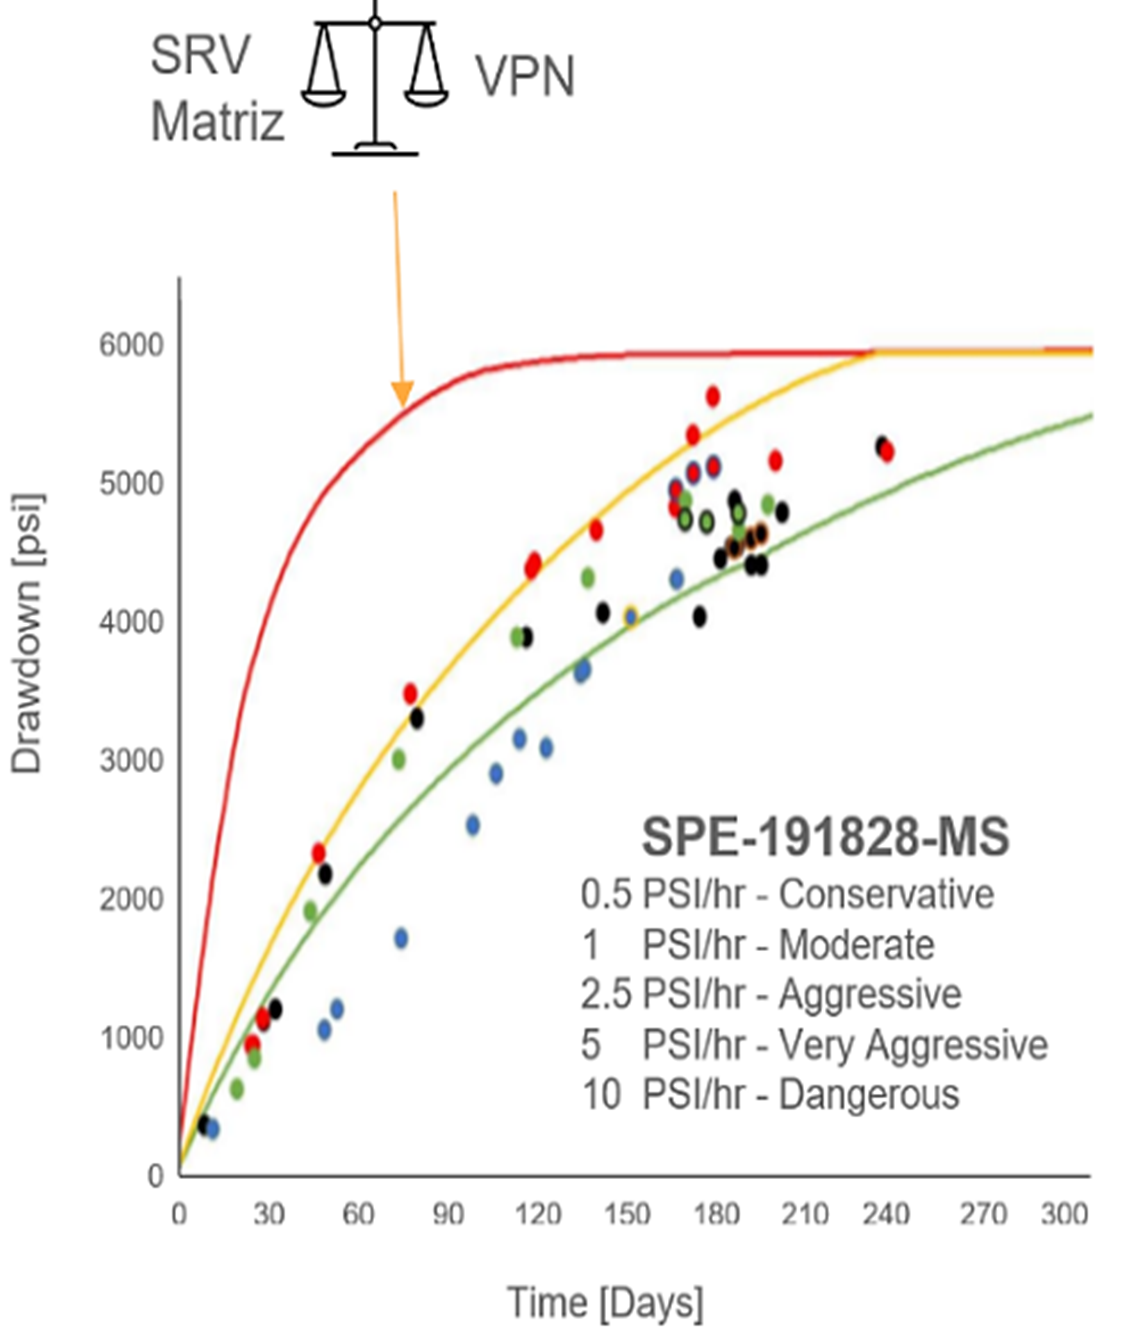 SRV
Matriz
VPN
Drawdown [psi]
6000
5000
4000
3000
2000
1000
0
0 30 60 90 120 150 180 210 240 270 300
Time [Days]
SPE-191828-MS
0.5 PSI/hr - Conservative
1 PSI/hr - Moderate
2.5 PSI/hr - Aggressive
5 PSI/hr - Very Aggressive
10 PSI/hr - Dangerous